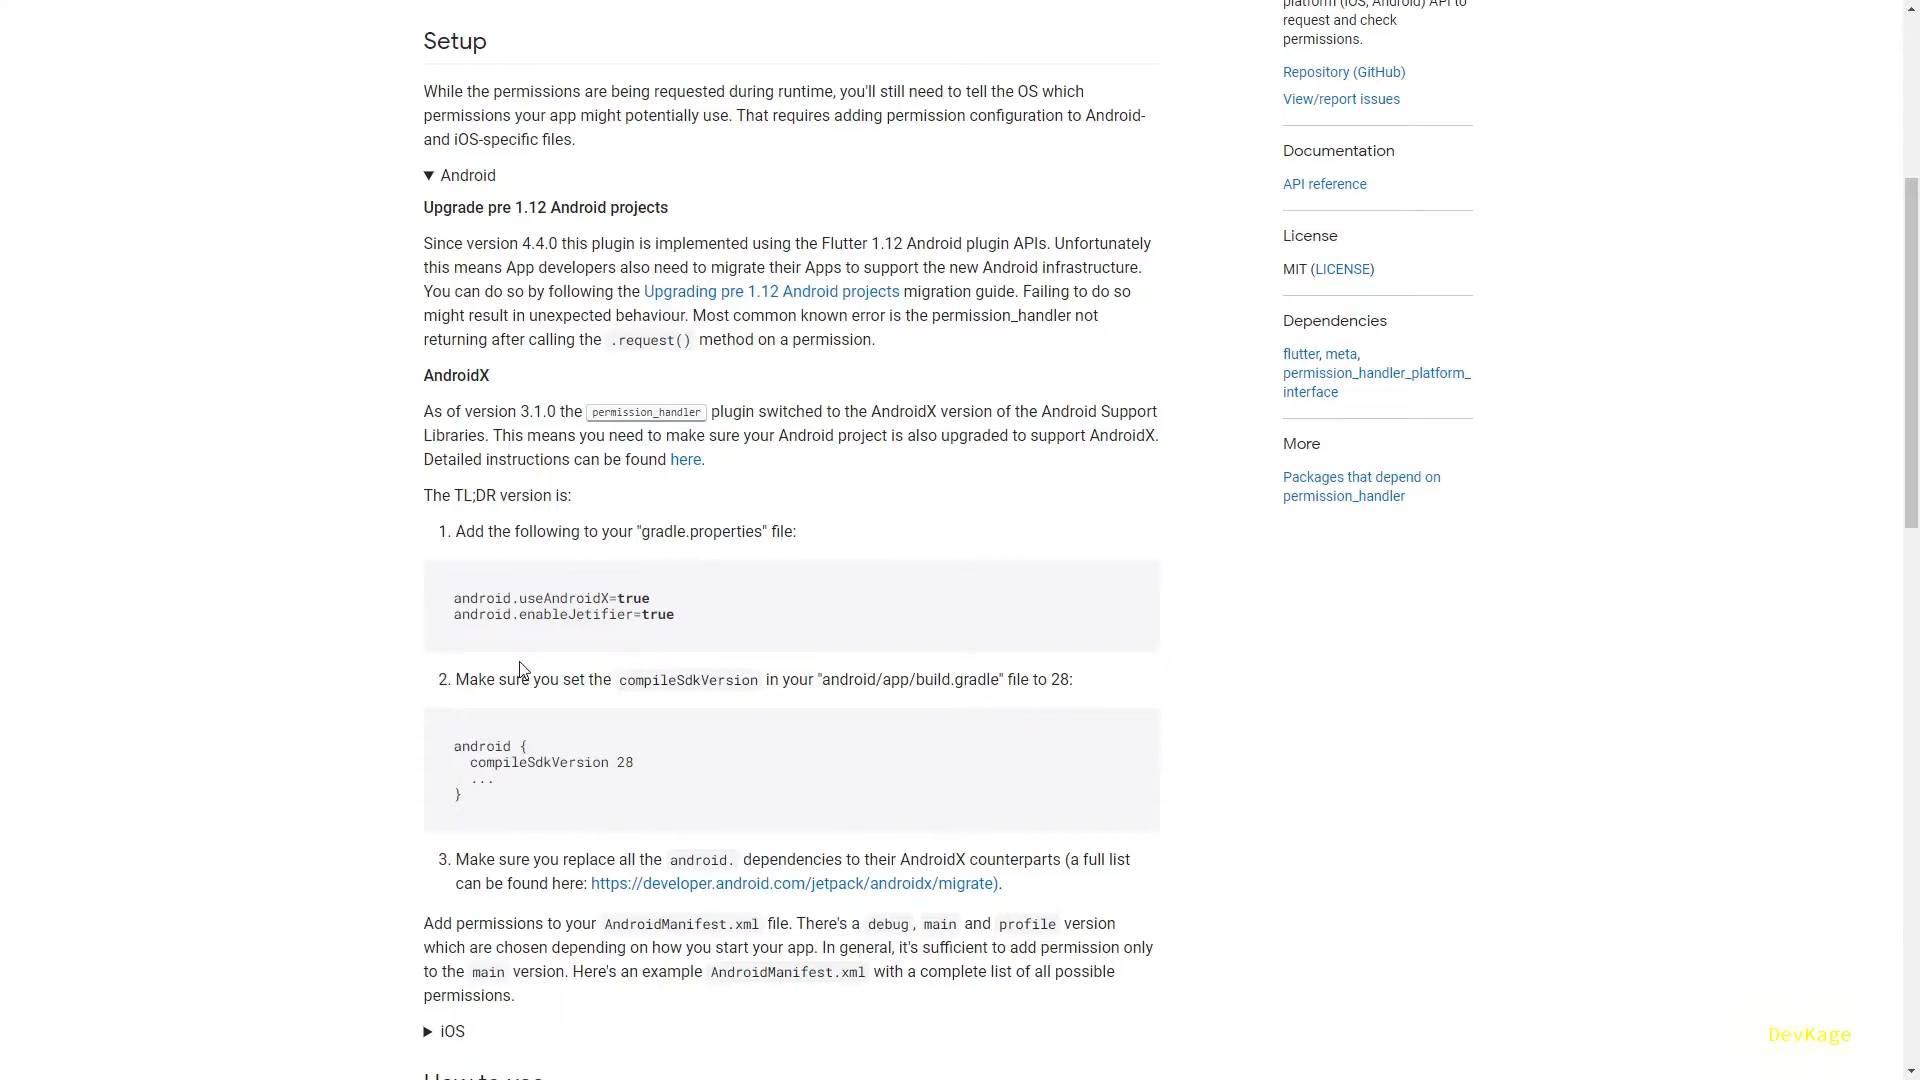 Setup
While the permissions are being requested during runtime, you'll still need to tell the OS which
permissions your app might potentially use. That requires adding permission configuration to Android-
and iOS-specific files.
▼ Android
Upgrade pre 1.12 Android projects
Since version 4.4.0 this plugin is implemented using the Flutter 1.12 Android plugin APIs. Unfortunately
this means App developers also need to migrate their Apps to support the new Android infrastructure.
You can do so by following the Upgrading pre 1.12 Android projects migration guide. Failing to do so
might result in unexpected behaviour. Most common known error is the permission_handler not
returning after calling the .request() method on a permission.
AndroidX
As of version 3.1.0 the permission_handler plugin switched to the AndroidX version of the Android Support
Libraries. This means you need to make sure your Android project is also upgraded to support AndroidX.
Detailed instructions can be found here.
The TL;DR version is:
1. Add the following to your "gradle.properties" file:
android.useAndroidX=true
android.enableJetifier=true
2. Make sure you set the compileSdkVersion in your "android/app/build.gradle" file to 28:
android {
compileSdkVersion 28
...
}
3. Make sure you replace all the android. dependencies to their AndroidX counterparts (a full list
can be found here: https://developer.android.com/jetpack/androidx/migrate).
Add permissions to your AndroidManifest.xml file. There's a debug, main and profile version
which are chosen depending on how you start your app. In general, it's sufficient to add permission only
to the main version. Here's an example AndroidManifest.xml with a complete list of all possible
permissions.
▶ iOS
How to use
platform (iOS, Android) API to
request and check
permissions.
Repository (GitHub)
View/report issues
Documentation
API reference
License
MIT (LICENSE)
Dependencies
flutter, meta,
permission_handler_platform_
interface
More
Packages that depend on
permission_handler
DevKage